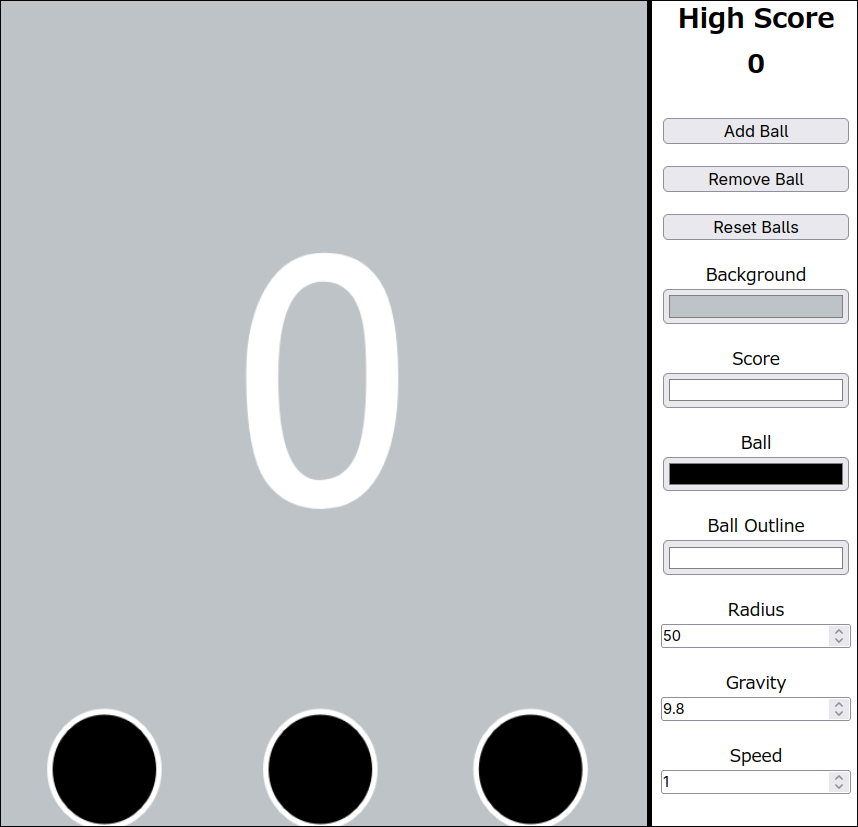 0
High Score
0
Add Ball
Remove Ball
Reset Balls
Background
Score
Ball
Ball Outline
Radius
50
Gravity
9.8
Speed
1